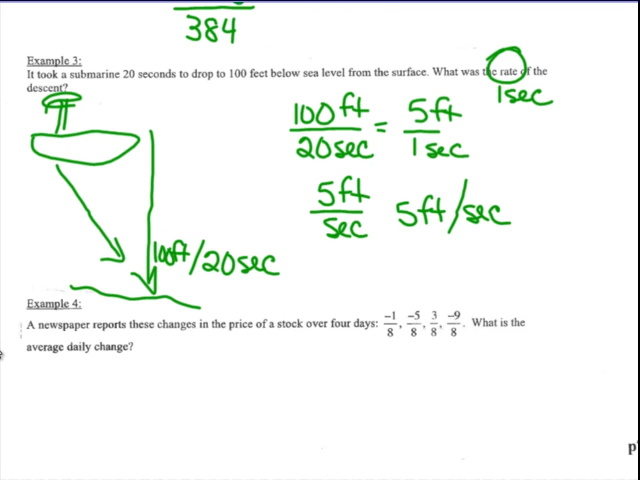 384
Example 3:
It took a submarine 20 seconds to drop to 100 feet below sea level from the surface. What was the rate of the
descent?
1sec
100ft/20sec = 5ft/1sec
5ft/sec 5ft/sec
100ft/20sec
Example 4:
A newspaper reports these changes in the price of a stock over four days: -1/8, -5/8, 3/8, -9/8. What is the
average daily change?
p